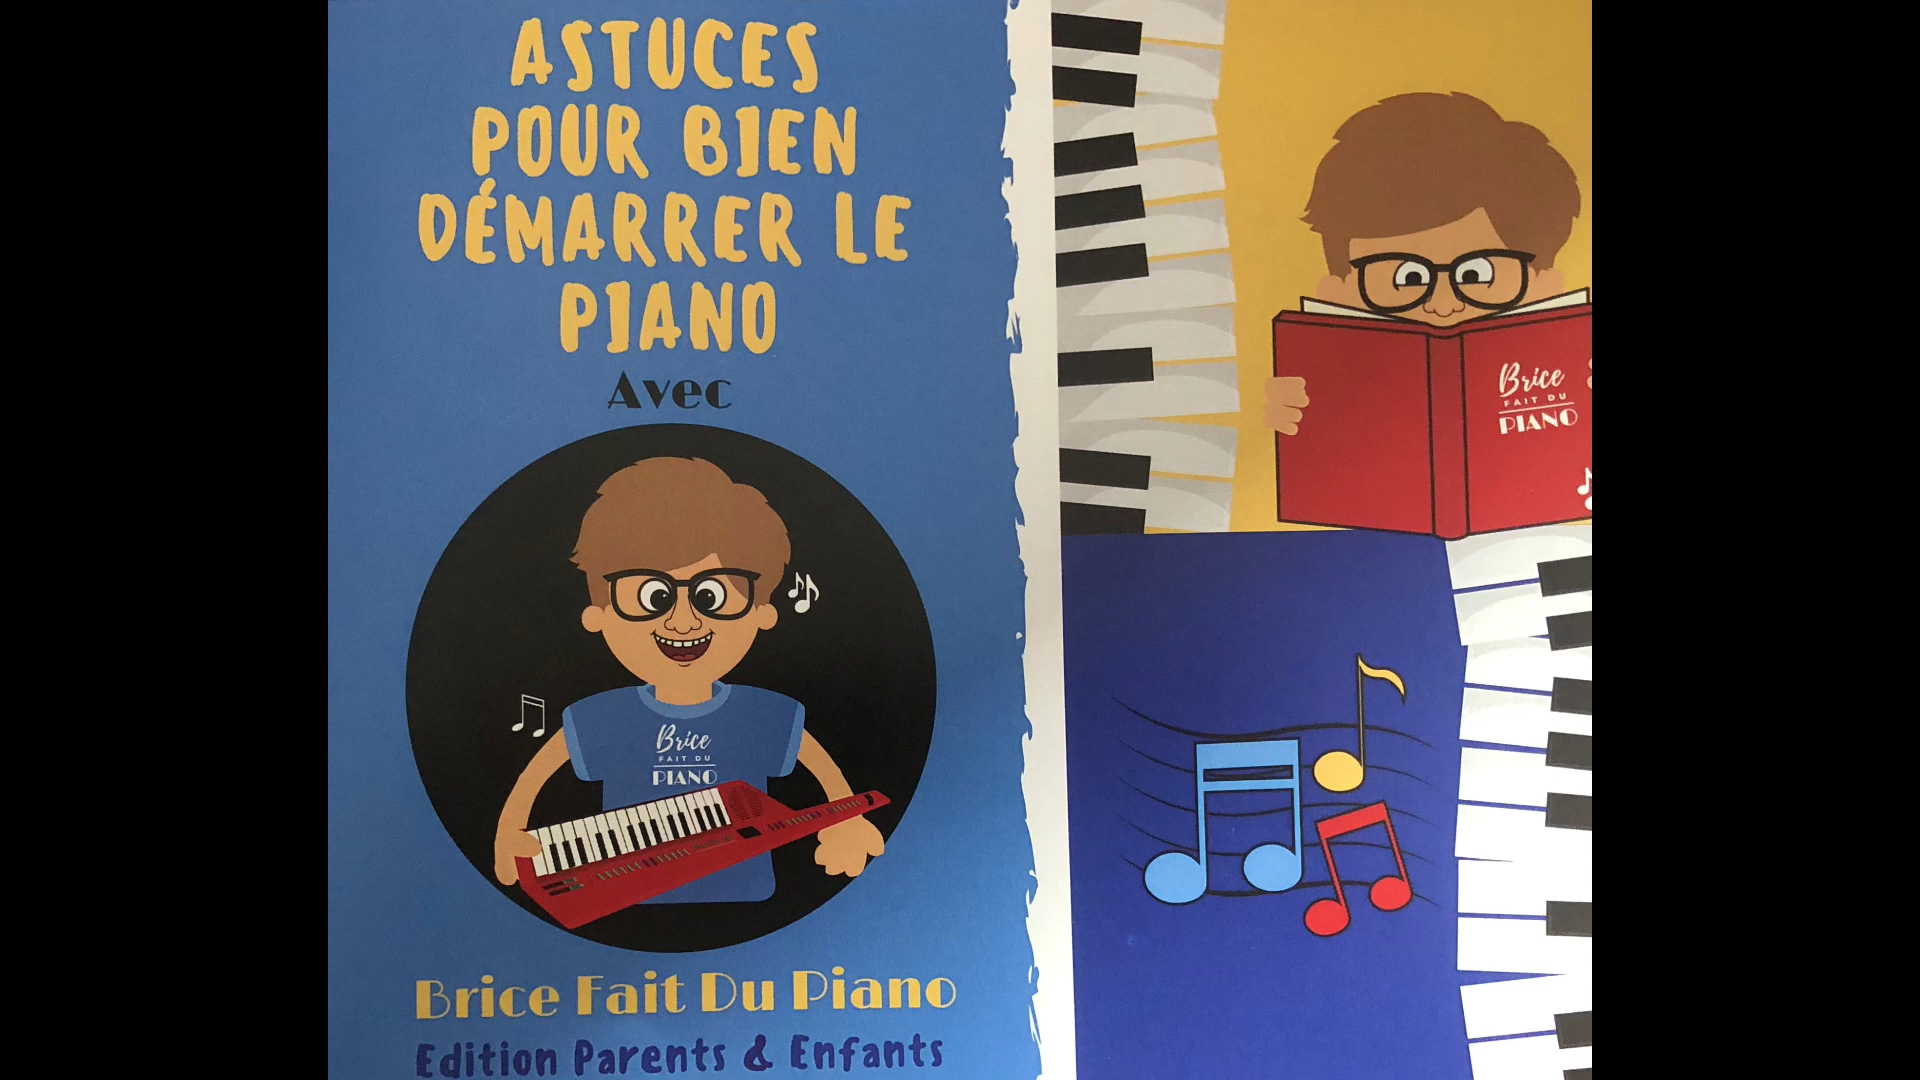 ASTUCES
POUR BIEN
DÉMARRER LE
PIANO
Avec
Brice
FAIT DU
PIANO
Brice Fait Du Piano
Edition Parents & Enfants
Brice
FAIT DU
PIANO